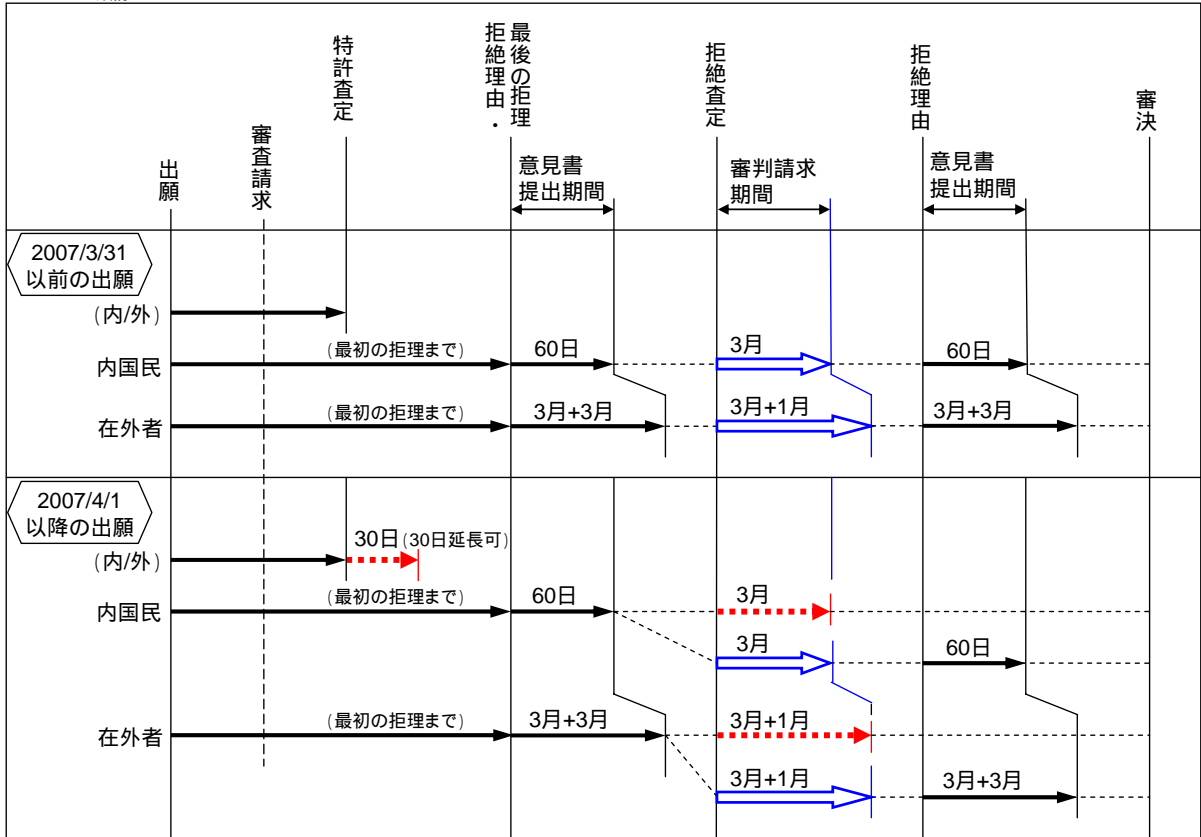 出願
審査請求
特許査定
拒絶理由・
最後の拒理
意見書
提出期間
拒絶査定
審判請求
期間
拒絶理由
意見書
提出期間
審決
2007/3/31
以前の出願
(内/外)
内国民
(最初の拒理まで)
60日
3月
60日
在外者
(最初の拒理まで)
3月+3月
3月+1月
3月+3月
2007/4/1
以降の出願
(内/外)
30日(30日延長可)
内国民
(最初の拒理まで)
60日
3月
3月
60日
在外者
(最初の拒理まで)
3月+3月
3月+1月
3月+1月
3月+3月